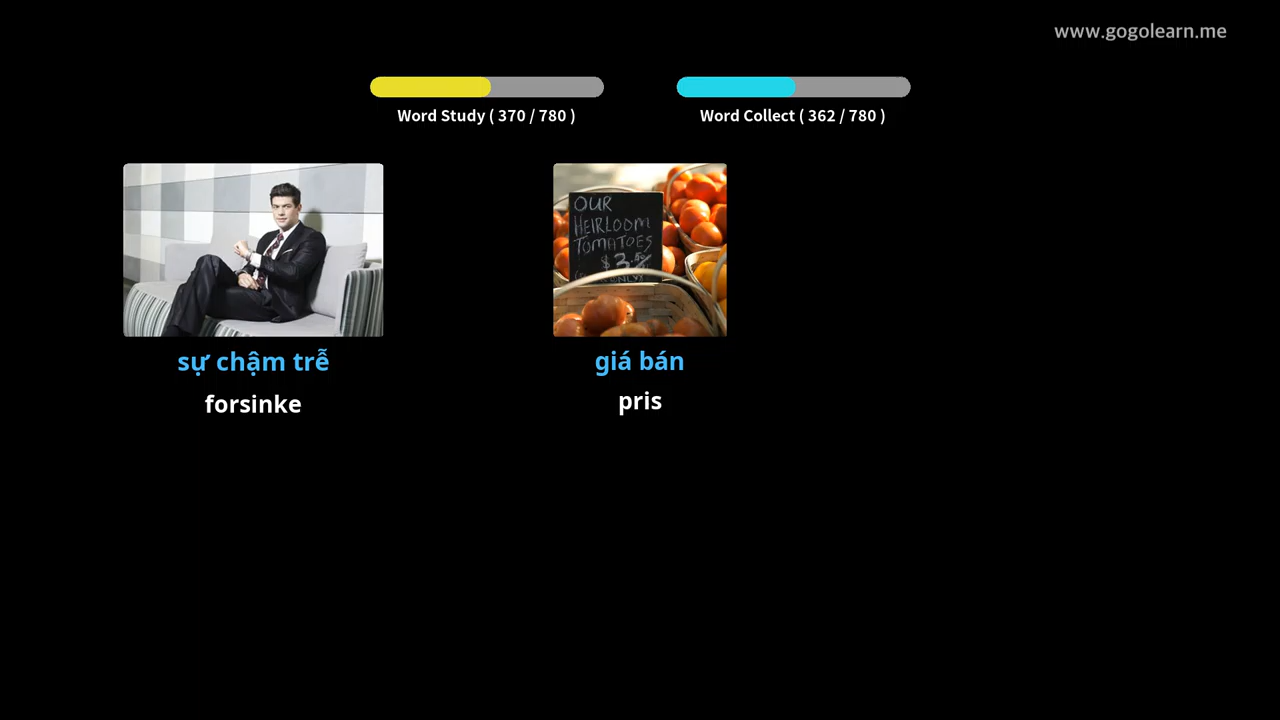 www.gogolearn.me
Word Study ( 370 / 780 )
Word Collect ( 362 / 780 )
OUR
HEIRLOOM
TOMATOES
sự chậm trễ
giá bán
forsinke
pris